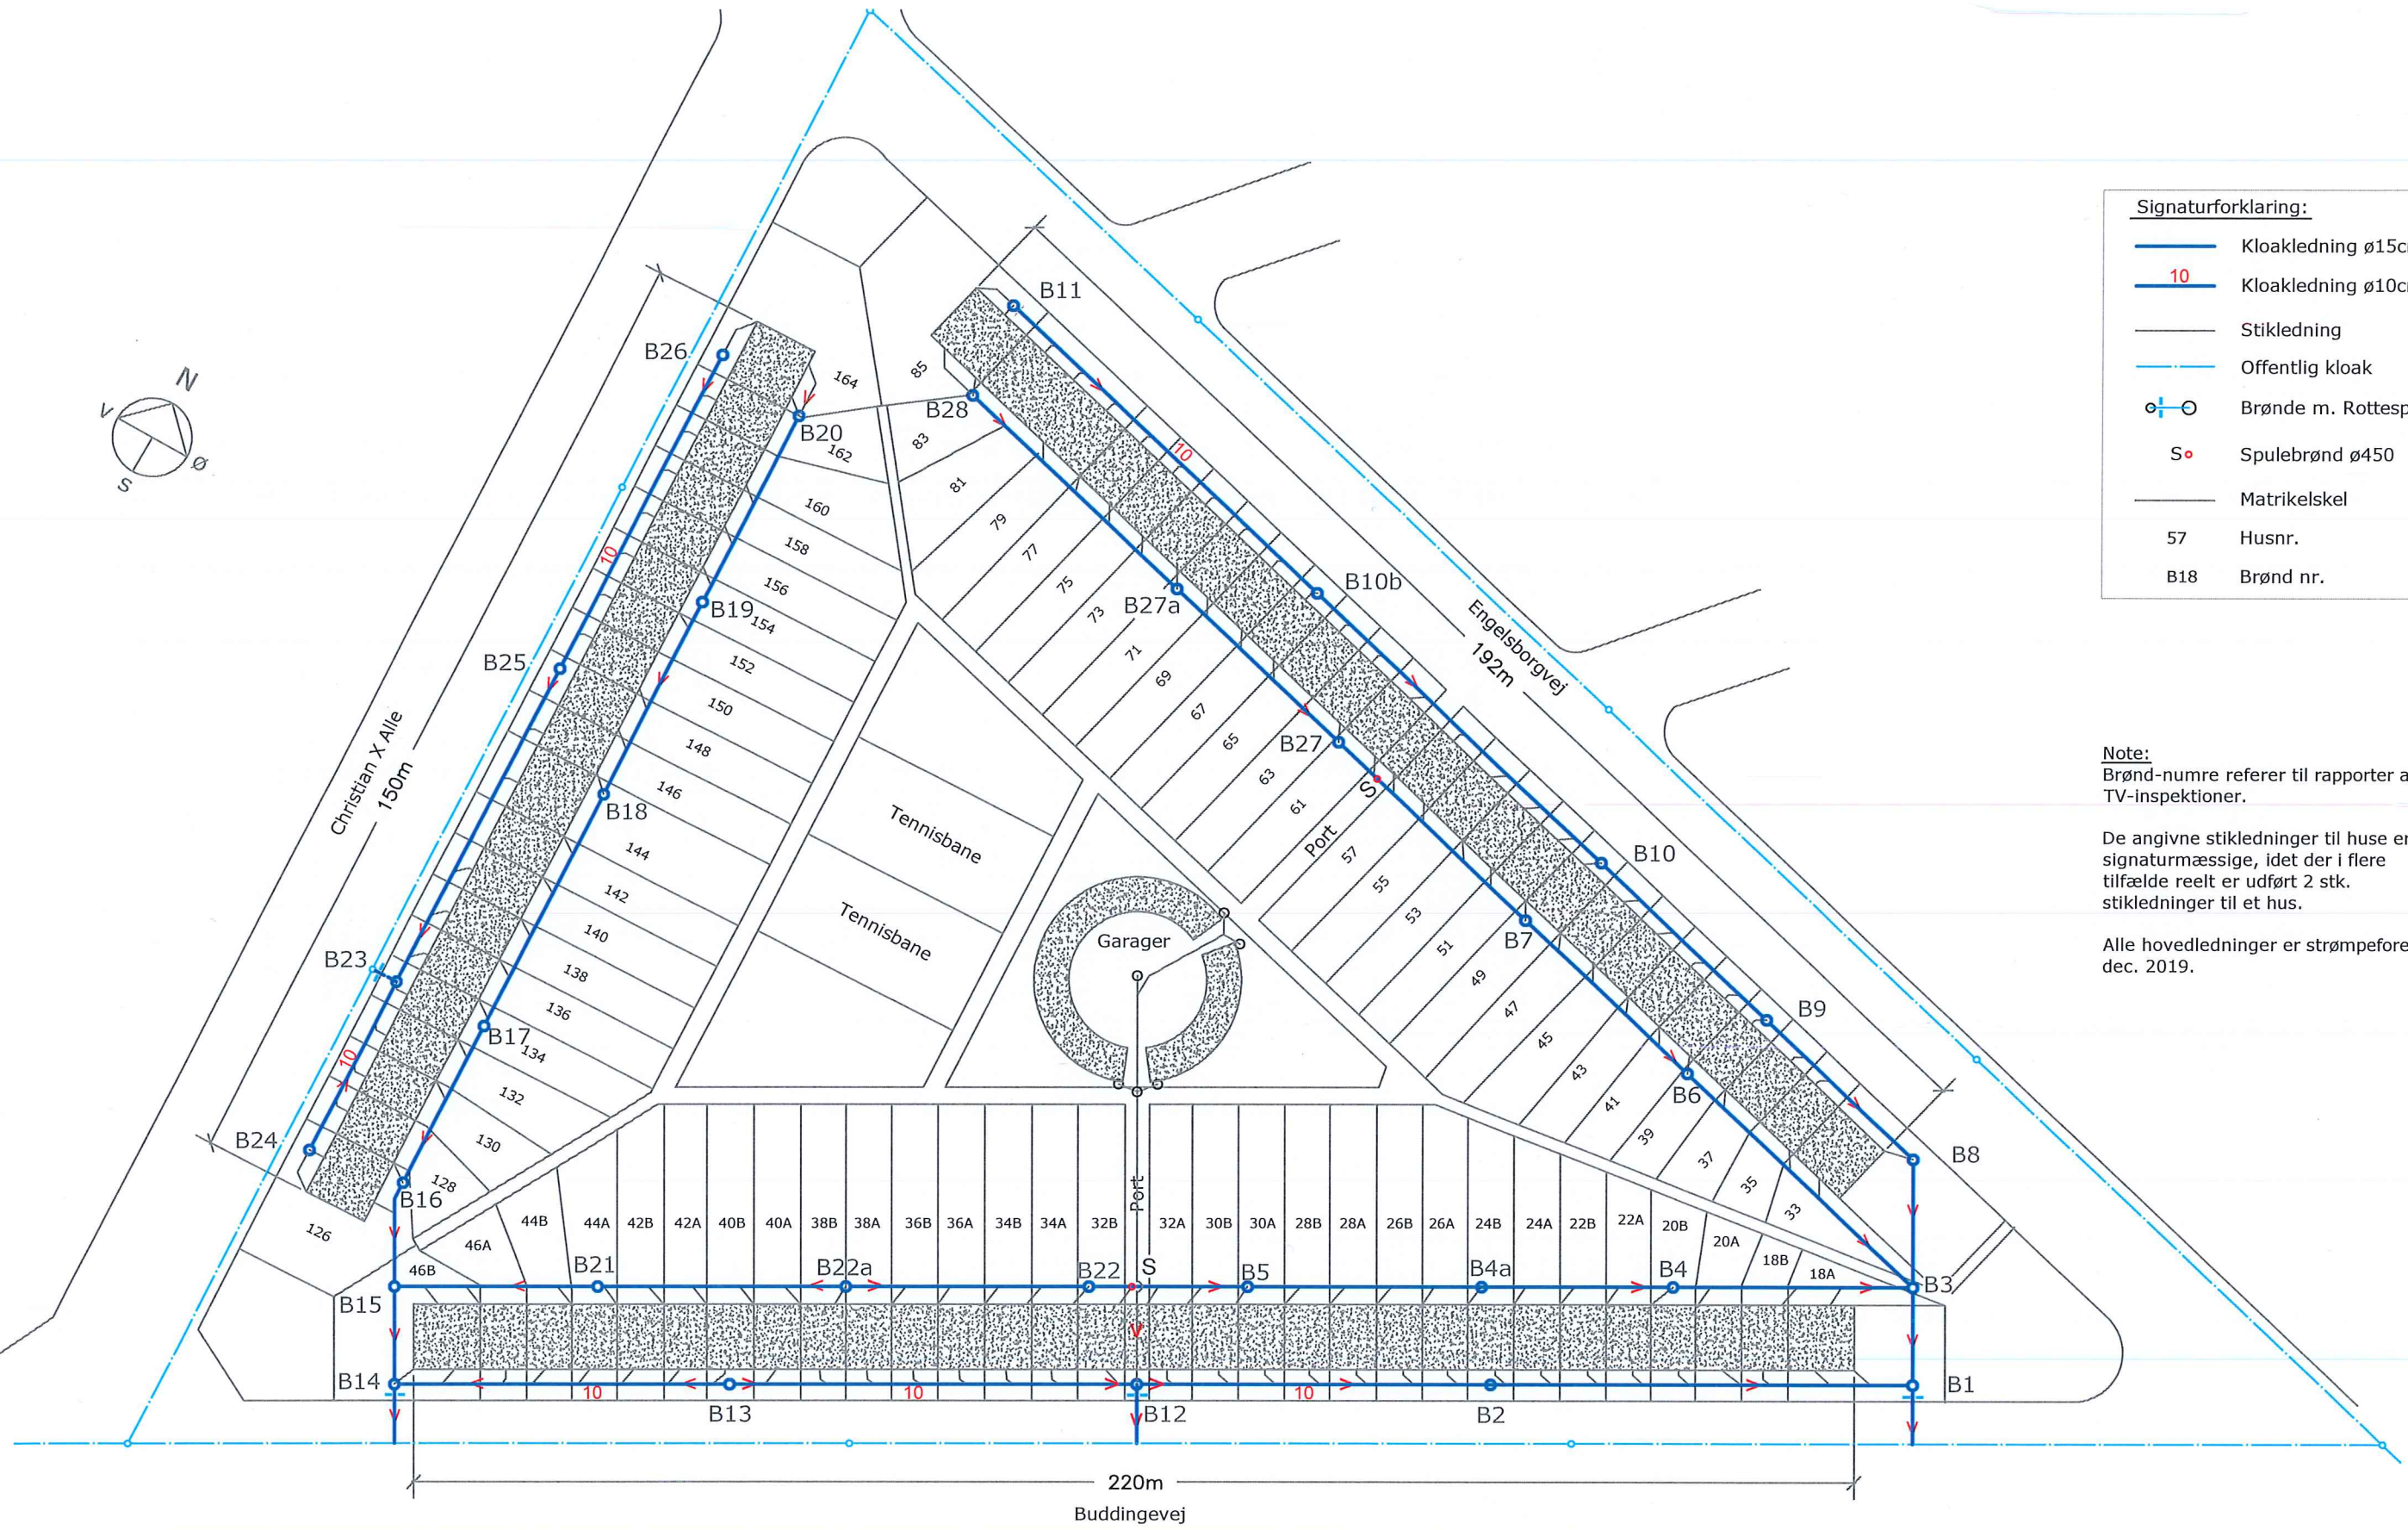 Signaturforklaring:
Kloakledning ø15c
10
Kloakledning ø10c
Stikledning
Offentlig kloak
Brønde m. Rottesp
S
Spulebrønd ø450
Matrikelskel
57
Husnr.
B18
Brønd nr.
Note:
Brønd-numre referer til rapporter a
TV-inspektioner.
De angivne stikledninger til huse er
signaturmæssige, idet der i flere
tilfælde reelt er udført 2 stk.
stikledninger til et hus.
Alle hovedledninger er strømpefore
dec. 2019.
N
V
Ø
S
Christian X Alle
150m
Engelsborgvej
192m
B26
B20
B19
B25
B18
B23
B17
B24
B16
10
10
164
162
160
158
156
154
152
150
148
146
144
142
140
138
136
134
132
130
128
126
B11
B28
B10b
B27a
B27
S
B10
B7
B9
B6
B8
10
85
83
81
79
77
75
73
71
69
67
65
63
61
Port
57
55
53
51
49
47
45
43
41
39
37
35
33
Tennisbane
Tennisbane
Garager
Port
46B
46A
44B
44A
42B
42A
40B
40A
38B
38A
36B
36A
34B
34A
32B
32A
30B
30A
28B
28A
26B
26A
24B
24A
22B
22A
20B
20A
18B
18A
B15
B21
B22a
B22
S
B5
B4a
B4
B3
B14
10
B13
10
B12
10
B2
B1
220m
Buddingevej